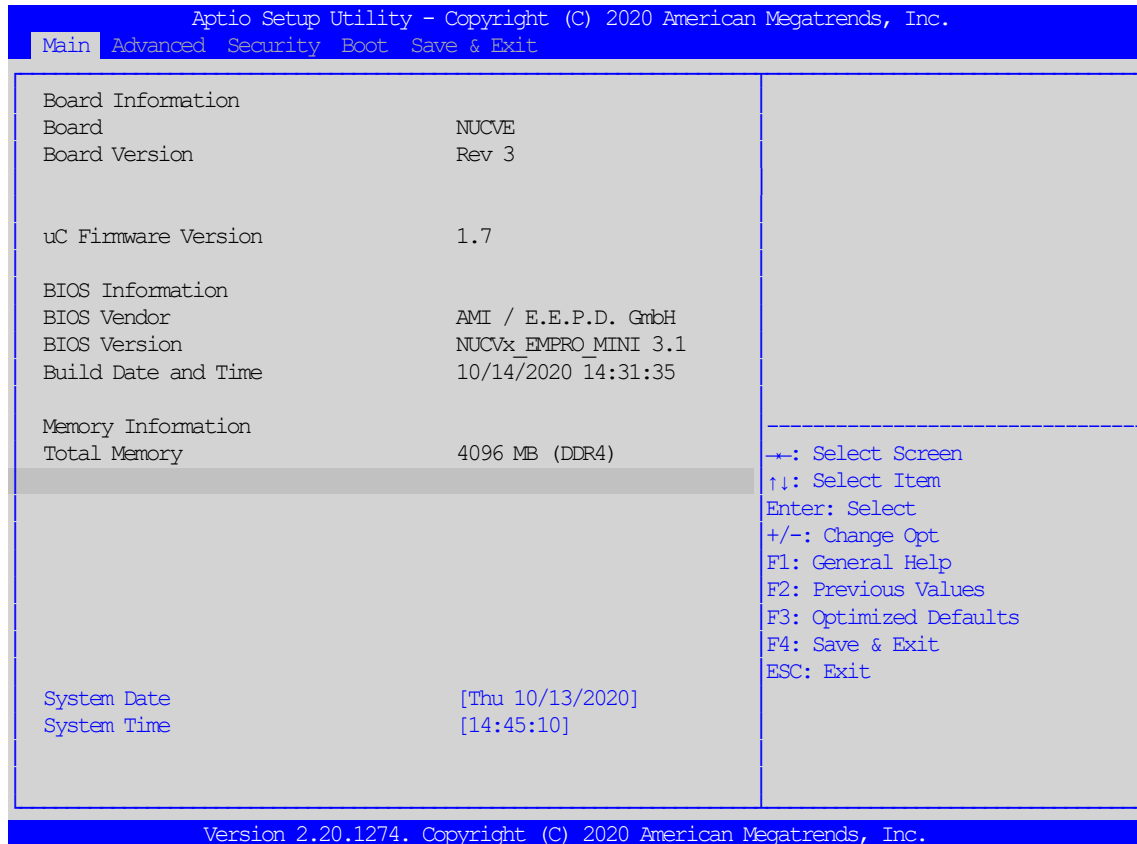 Aptio Setup Utility - Copyright (C) 2020 American Megatrends, Inc.
Main Advanced Security Boot Save & Exit
Board Information
Board NUCVE
Board Version Rev 3
uC Firmware Version 1.7
BIOS Information
BIOS Vendor AMI / E.E.P.D. GmbH
BIOS Version NUCVx_EMPRO_MINI 3.1
Build Date and Time 10/14/2020 14:31:35
Memory Information
Total Memory 4096 MB (DDR4)
System Date [Thu 10/13/2020]
System Time [14:45:10]
→←: Select Screen
↑↓: Select Item
Enter: Select
+/-: Change Opt
F1: General Help
F2: Previous Values
F3: Optimized Defaults
F4: Save & Exit
ESC: Exit
Version 2.20.1274. Copyright (C) 2020 American Megatrends, Inc.